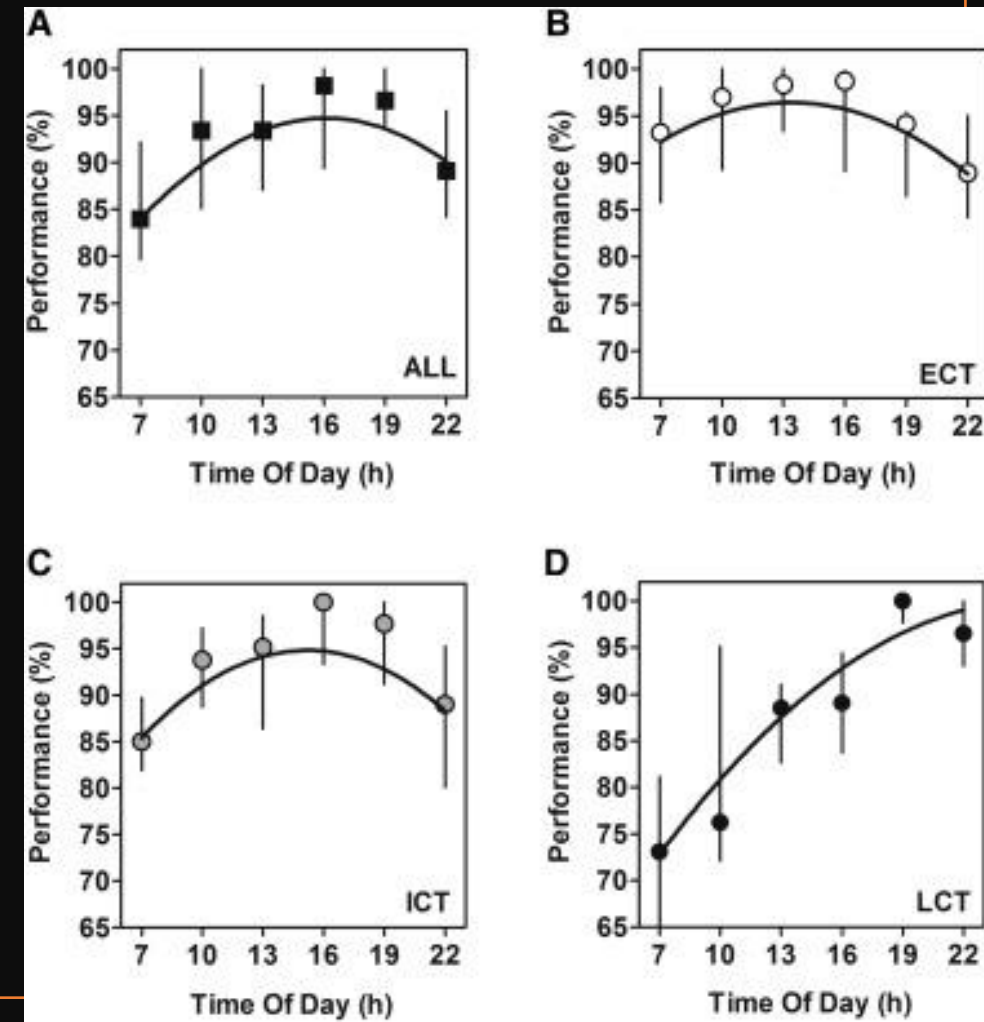 A
Performance (%)
100
95
90
85
80
75
70
65
ALL
7 10 13 16 19 22
Time Of Day (h)
B
Performance (%)
100
95
90
85
80
75
70
65
ECT
7 10 13 16 19 22
Time Of Day (h)
C
Performance (%)
100
95
90
85
80
75
70
65
ICT
7 10 13 16 19 22
Time Of Day (h)
D
Performance (%)
100
95
90
85
80
75
70
65
LCT
7 10 13 16 19 22
Time Of Day (h)